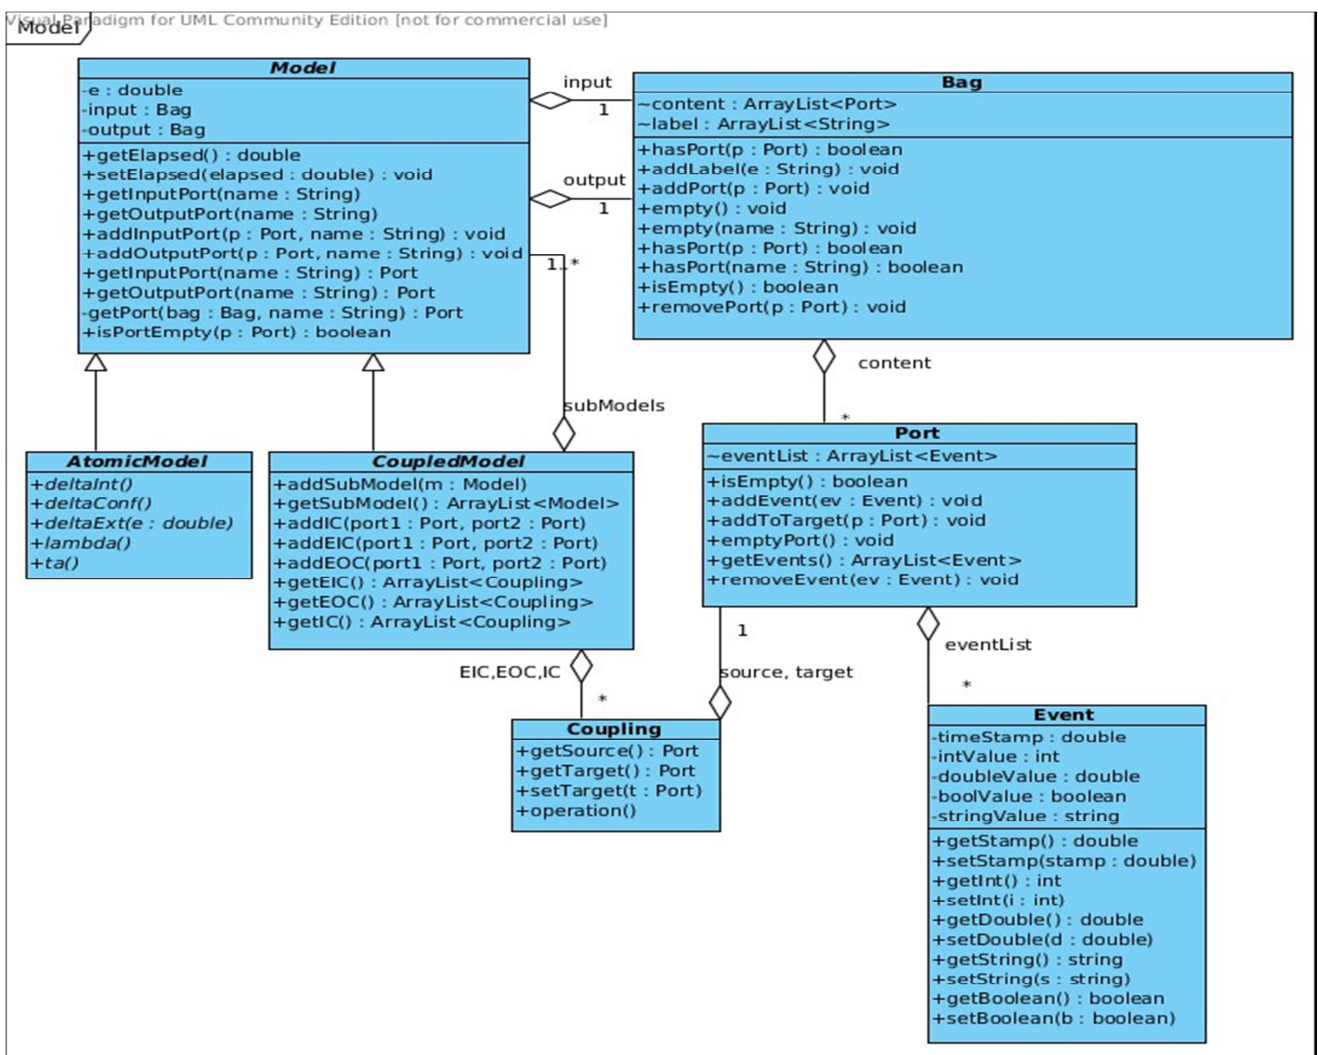 Visual Paradigm for UML Community Edition [not for commercial use]
Model
Model
-e : double
-input : Bag
-output : Bag
+getElapsed() : double
+setElapsed(elapsed : double) : void
+getInputPort(name : String)
+getOutputPort(name : String)
+addInputPort(p : Port, name : String) : void
+addOutputPort(p : Port, name : String) : void
+getInputPort(name : String) : Port
+getOutputPort(name : String) : Port
-getPort(bag : Bag, name : String) : Port
+isPortEmpty(p : Port) : boolean
input
1
output
1
1..*
subModels
Bag
~content : ArrayList<Port>
~label : ArrayList<String>
+hasPort(p : Port) : boolean
+addLabel(e : String) : void
+addPort(p : Port) : void
+empty() : void
+empty(name : String) : void
+hasPort(p : Port) : boolean
+hasPort(name : String) : boolean
+isEmpty() : boolean
+removePort(p : Port) : void
content
*
AtomicModel
+deltaInt()
+deltaConf()
+deltaExt(e : double)
+lambda()
+ta()
CoupledModel
+addSubModel(m : Model)
+getSubModel() : ArrayList<Model>
+addIC(port1 : Port, port2 : Port)
+addEIC(port1 : Port, port2 : Port)
+addEOC(port1 : Port, port2 : Port)
+getEIC() : ArrayList<Coupling>
+getEOC() : ArrayList<Coupling>
+getIC() : ArrayList<Coupling>
Port
~eventList : ArrayList<Event>
+isEmpty() : boolean
+addEvent(ev : Event) : void
+addToTarget(p : Port) : void
+emptyPort() : void
+getEvents() : ArrayList<Event>
+removeEvent(ev : Event) : void
EIC,EOC,IC
*
1
source, target
eventList
*
Coupling
+getSource() : Port
+getTarget() : Port
+setTarget(t : Port)
+operation()
Event
-timeStamp : double
-intValue : int
-doubleValue : double
-boolValue : boolean
-stringValue : string
+getStamp() : double
+setStamp(stamp : double)
+getInt() : int
+setInt(i : int)
+getDouble() : double
+setDouble(d : double)
+getString() : string
+setString(s : string)
+getBoolean() : boolean
+setBoolean(b : boolean)